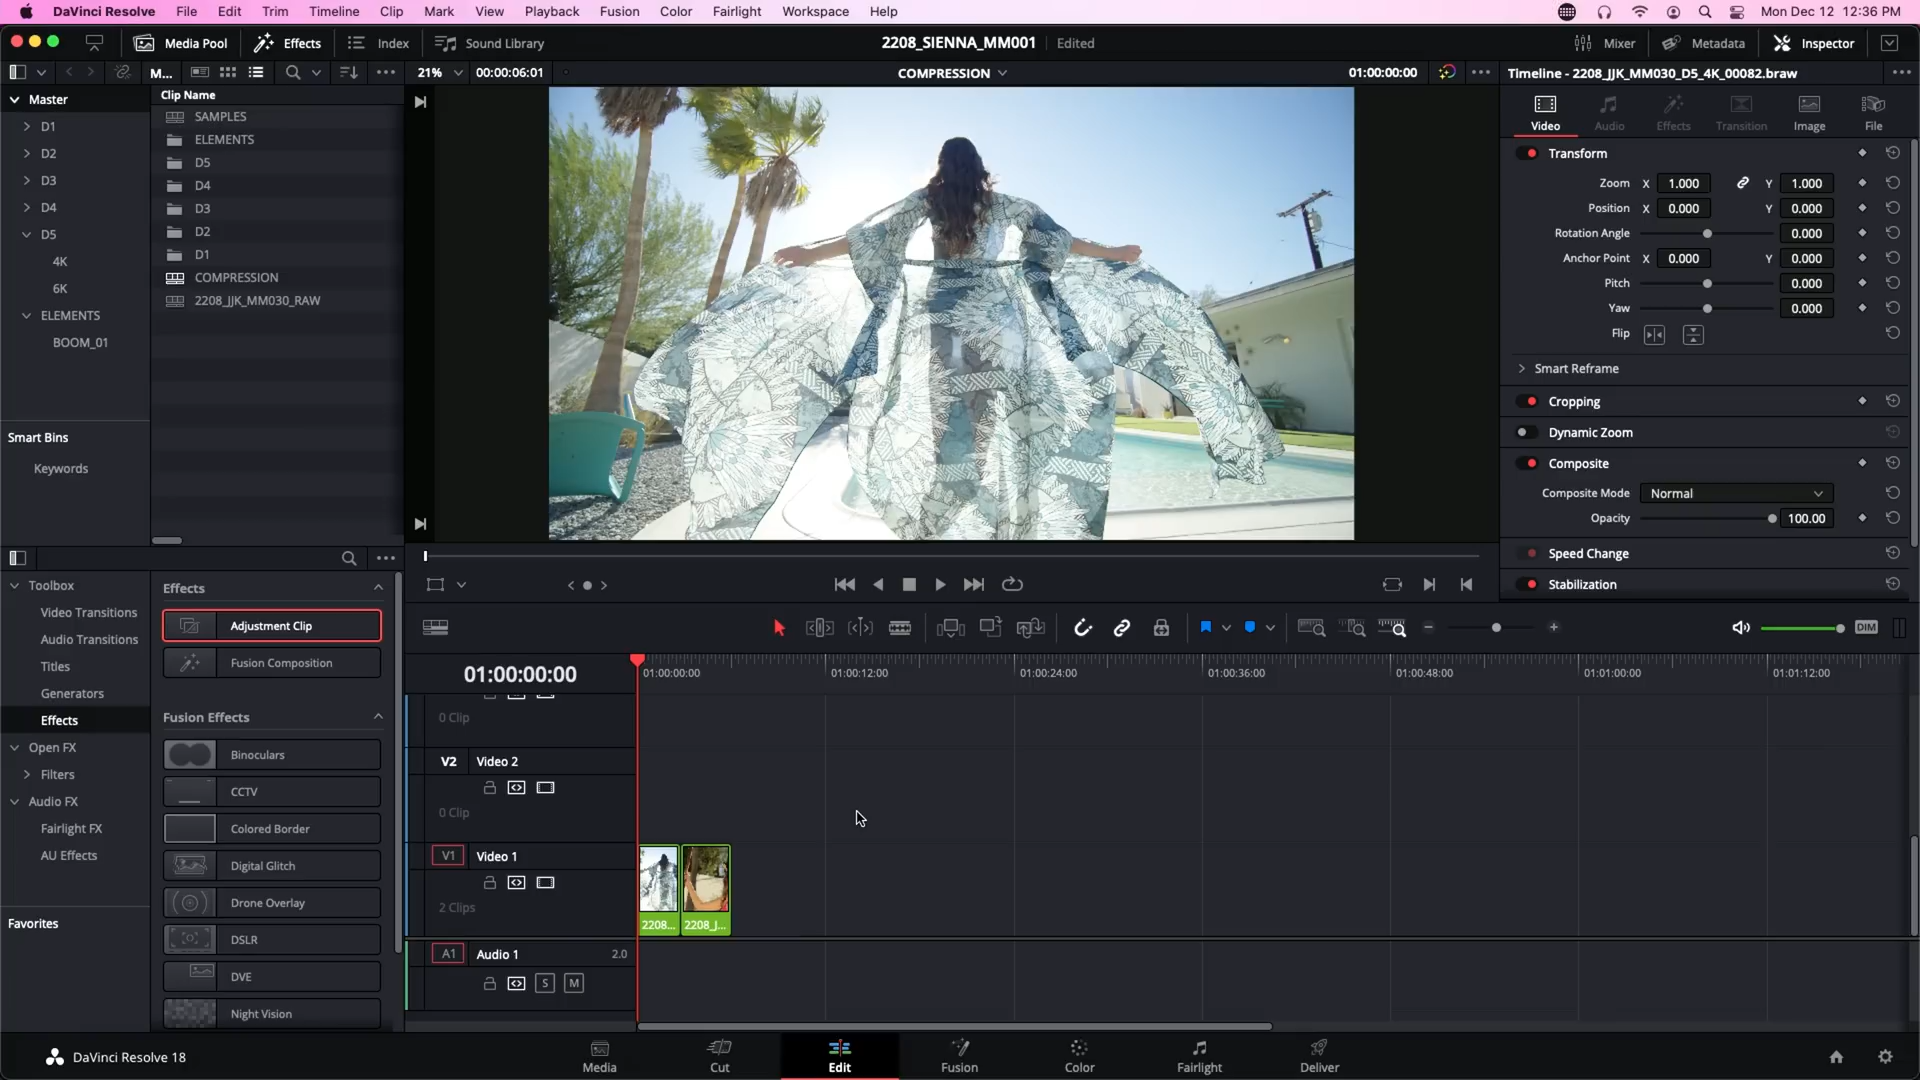 DaVinci Resolve File Edit Trim Timeline Clip Mark View Playback Fusion Color Fairlight Workspace Help Mon Dec 12 12:36 PM
Media Pool Effects Index Sound Library 2208_SIENNA_MM001 Edited Mixer Metadata Inspector
M... 21% 00:00:06:01 COMPRESSION 01:00:00:00 Timeline - 2208_JJK_MM030_D5_4K_00082.braw
Master
D1
D2
D3
D4
D5
4K
6K
ELEMENTS
BOOM_01
Smart Bins
Keywords
Clip Name
SAMPLES
ELEMENTS
D5
D4
D3
D2
D1
COMPRESSION
2208_JJK_MM030_RAW
Video Audio Effects Transition Image File
Transform
Zoom X 1.000 Y 1.000
Position X 0.000 Y 0.000
Rotation Angle 0.000
Anchor Point X 0.000 Y 0.000
Pitch 0.000
Yaw 0.000
Flip
Smart Reframe
Cropping
Dynamic Zoom
Composite
Composite Mode Normal
Opacity 100.00
Speed Change
Stabilization
Toolbox
Video Transitions
Audio Transitions
Titles
Generators
Effects
Open FX
Filters
Audio FX
Fairlight FX
AU Effects
Favorites
Effects
Adjustment Clip
Fusion Composition
Fusion Effects
Binoculars
CCTV
Colored Border
Digital Glitch
Drone Overlay
DSLR
DVE
Night Vision
DIM
01:00:00:00 01:00:00:00 01:00:12:00 01:00:24:00 01:00:36:00 01:00:48:00 01:01:00:00 01:01:12:00
0 Clip
V2 Video 2
0 Clip
V1 Video 1
2 Clips
2208... 2208_J...
A1 Audio 1 2.0
S M
DaVinci Resolve 18 Media Cut Edit Fusion Color Fairlight Deliver